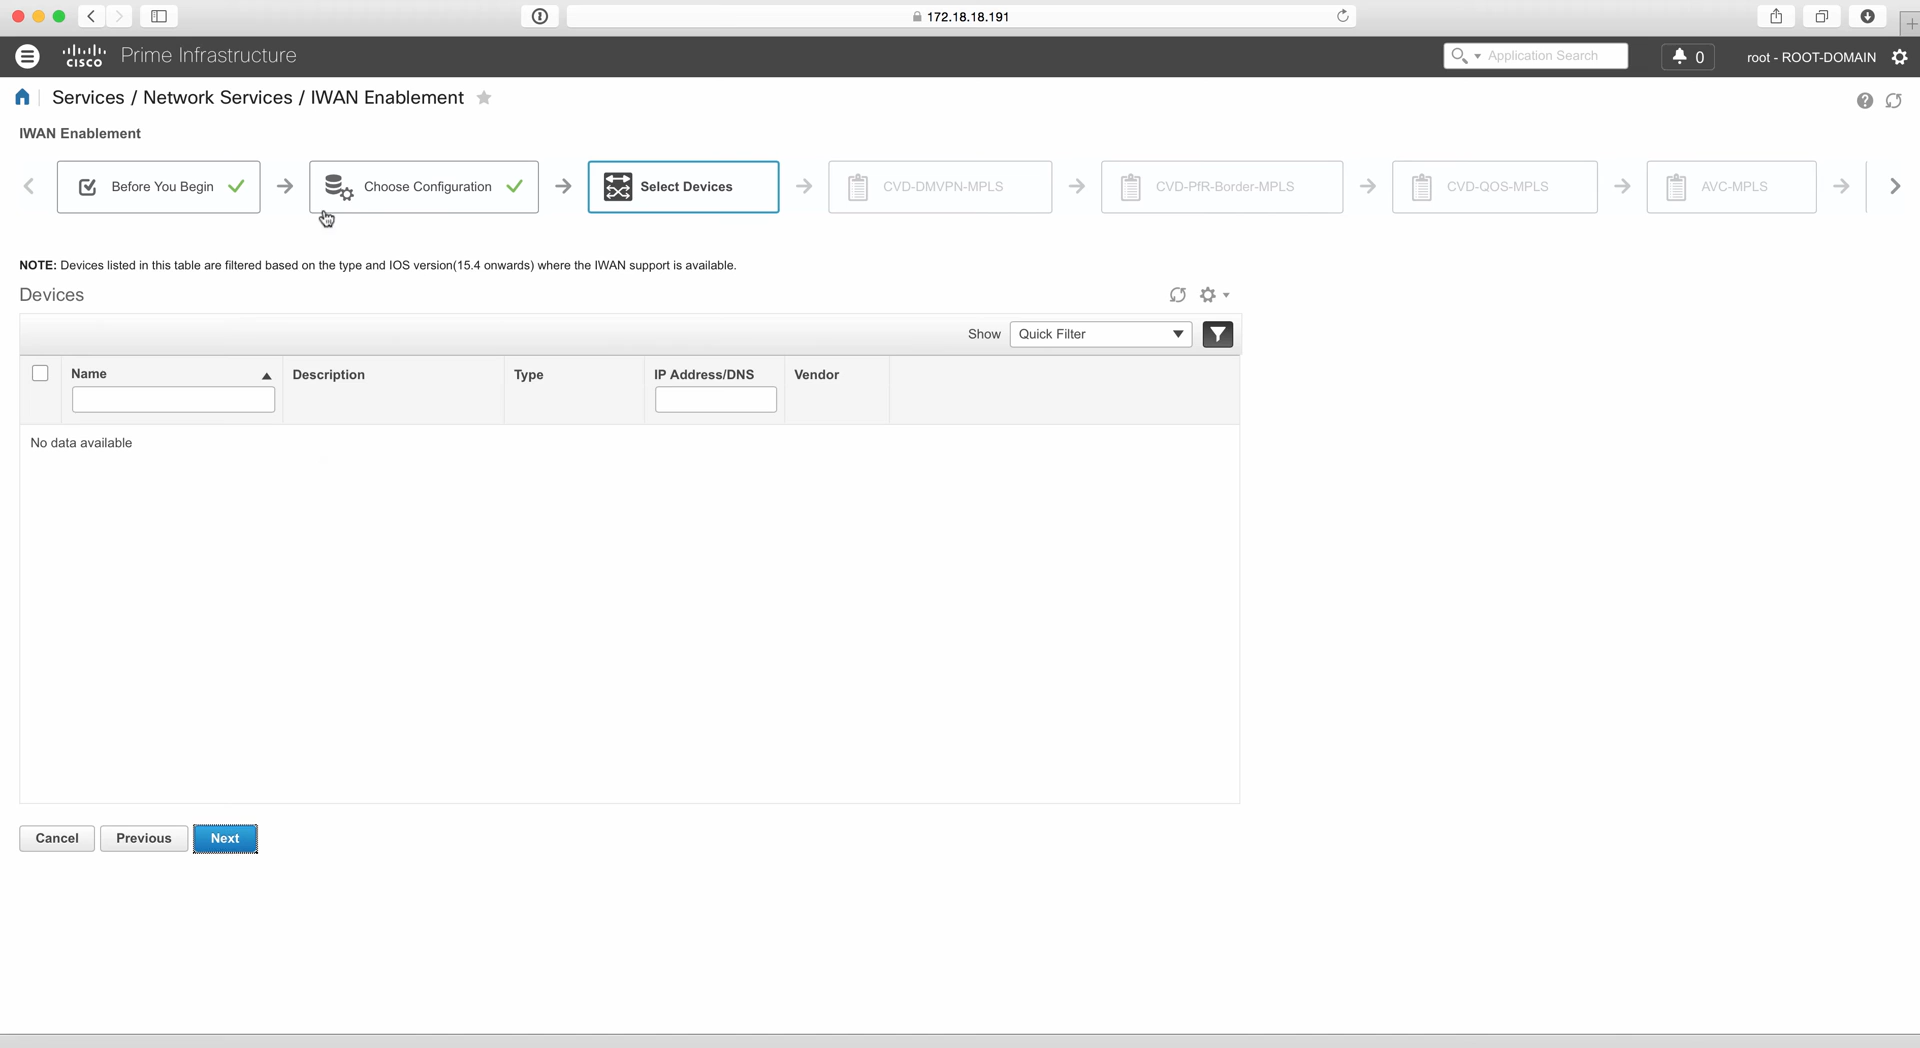 172.18.18.191
cisco Prime Infrastructure
Application Search
0
root - ROOT-DOMAIN
Services / Network Services / IWAN Enablement
IWAN Enablement
Before You Begin
Choose Configuration
Select Devices
CVD-DMVPN-MPLS
CVD-PfR-Border-MPLS
CVD-QOS-MPLS
AVC-MPLS
NOTE: Devices listed in this table are filtered based on the type and IOS version(15.4 onwards) where the IWAN support is available.
Devices
Show Quick Filter
Name Description Type IP Address/DNS Vendor
No data available
Cancel Previous Next